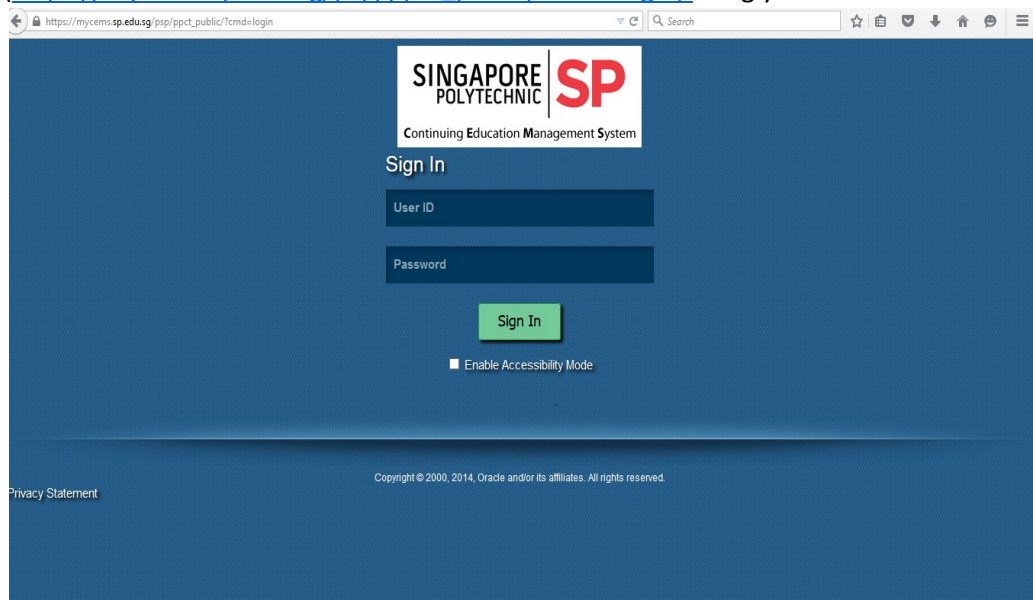 https://mycems.sp.edu.sg/psp/ppct_public/?cmd=login
Search
SINGAPORE
POLYTECHNIC
SP
Continuing Education Management System
Sign In
User ID
Password
Sign In
Enable Accessibility Mode
Copyright © 2000, 2014, Oracle and/or its affiliates. All rights reserved.
Privacy Statement